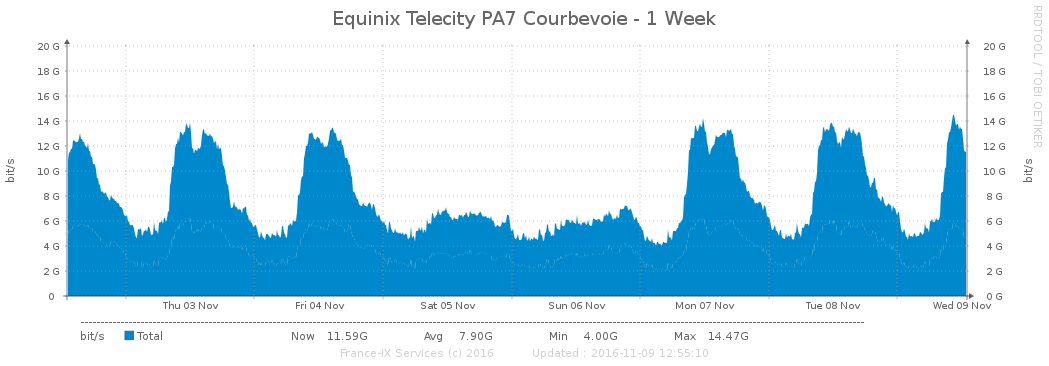 Equinix Telecity PA7 Courbevoie - 1 Week
RRDTOOL / TOBI OETIKER
20 G 20 G
18 G 18 G
16 G 16 G
14 G 14 G
12 G 12 G
10 G 10 G
8 G 8 G
6 G 6 G
4 G 4 G
2 G 2 G
0 0 G
bit/s
bit/s
Thu 03 Nov Fri 04 Nov Sat 05 Nov Sun 06 Nov Mon 07 Nov Tue 08 Nov Wed 09 Nov
bit/s Total Now 11.59G Avg 7.90G Min 4.00G Max 14.47G
France-IX Services (c) 2016 Updated : 2016-11-09 12:55:10